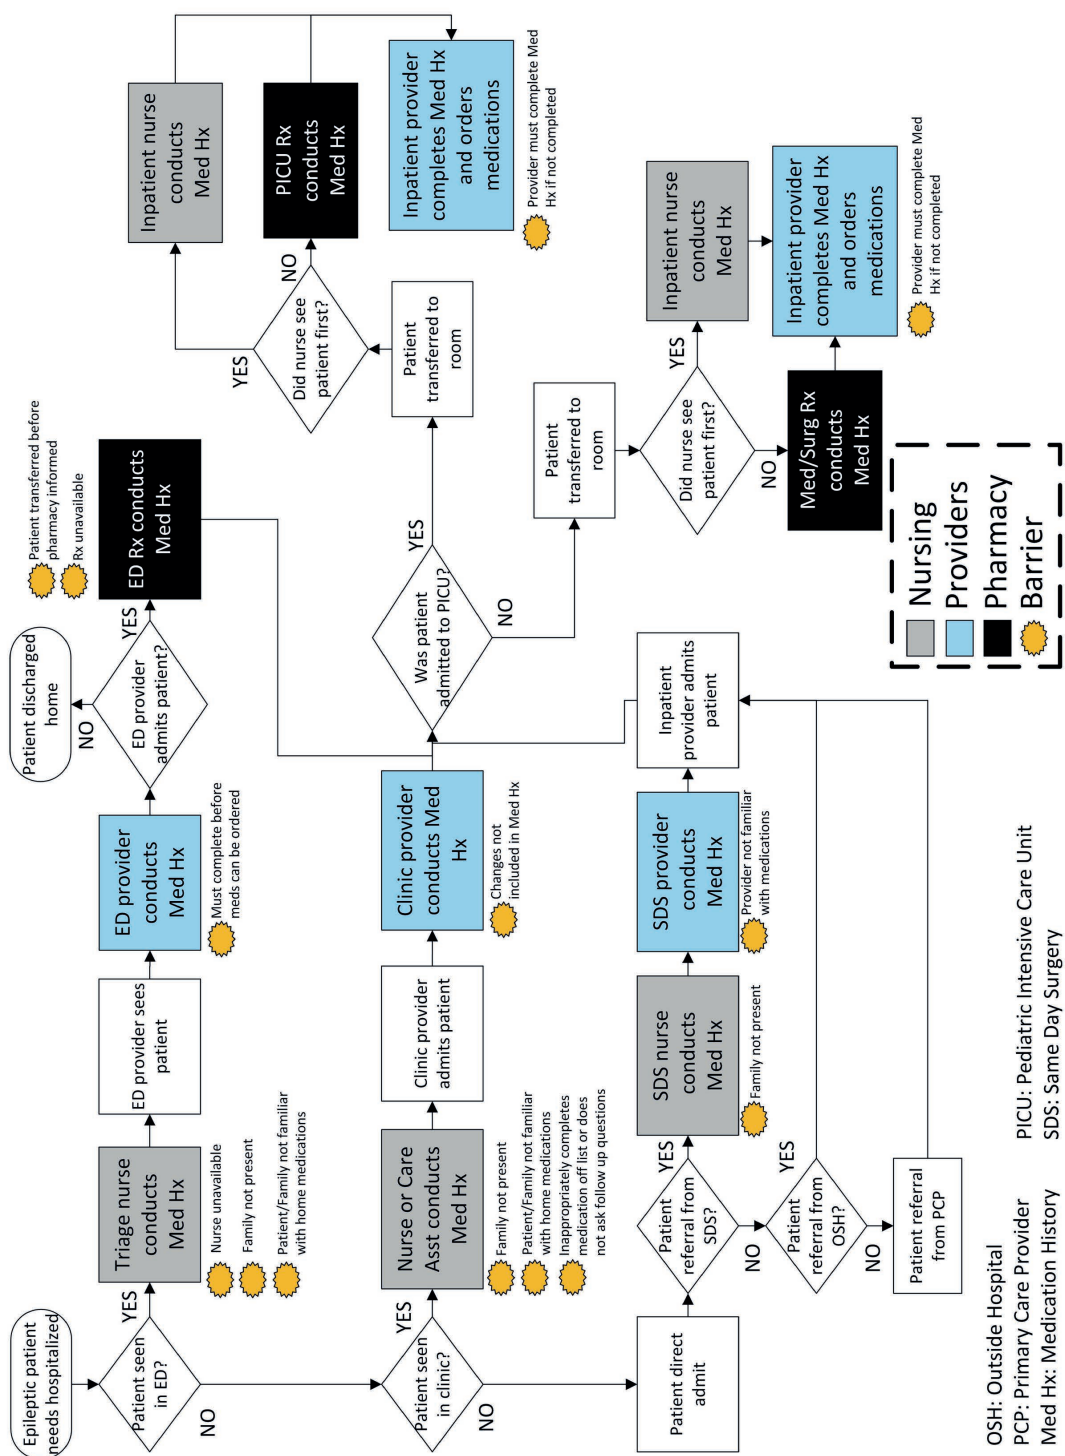 Epileptic patient
needs hospitalized
Patient seen
in ED?
YES
NO
Triage nurse
conducts
Med Hx
Nurse unavailable
Family not present
Patient/Family not familiar
with home medications
ED provider sees
patient
ED provider
conducts
Med Hx
Must complete before
meds can be ordered
ED provider
admits patient?
NO
YES
Patient discharged
home
ED Rx conducts
Med Hx
Patient transferred before
pharmacy informed
Rx unavailable
Patient seen
in clinic?
YES
NO
Nurse or Care
Asst conducts
Med Hx
Family not present
Patient/Family not familiar
with home medications
Inappropriately completes
medication off list or does
not ask follow up questions
Clinic provider
admits patient
Clinic provider
conducts Med
Hx
Changes not
included in Med Hx
Was patient
admitted to PICU?
YES
NO
Patient
transferred to
room
Did nurse see
patient first?
YES
NO
Inpatient nurse
conducts
Med Hx
PICU Rx
conducts
Med Hx
Inpatient provider
completes Med Hx
and orders
medications
Provider must complete Med
Hx if not completed
Patient direct
admit
Patient
referral from
SDS?
YES
NO
SDS nurse
conducts
Med Hx
Family not present
SDS provider
conducts
Med Hx
Provider not familiar
with medications
Inpatient
provider admits
patient
Patient
referral from
OSH?
YES
NO
Patient referral
from PCP
Patient
transferred to
room
Did nurse see
patient first?
YES
NO
Inpatient nurse
conducts
Med Hx
Med/Surg Rx
conducts
Med Hx
Inpatient provider
completes Med Hx
and orders
medications
Provider must complete Med
Hx if not completed
Nursing
Providers
Pharmacy
Barrier
OSH: Outside Hospital
PCP: Primary Care Provider
Med Hx: Medication History
PICU: Pediatric Intensive Care Unit
SDS: Same Day Surgery